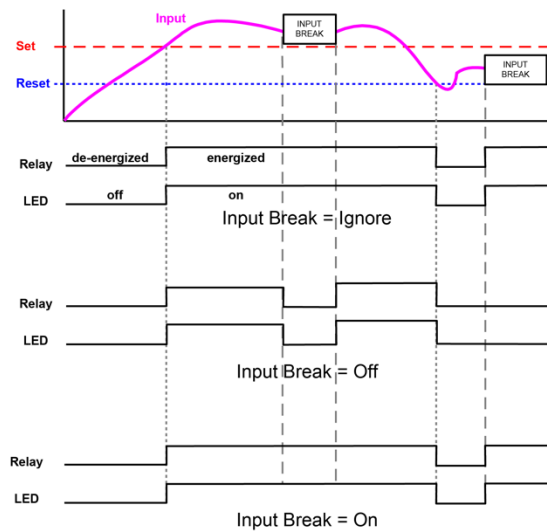 Input
INPUT
BREAK
Set
INPUT
BREAK
Reset
de-energized energized
Relay
off on
LED
Input Break = Ignore
Relay
LED
Input Break = Off
Relay
LED
Input Break = On